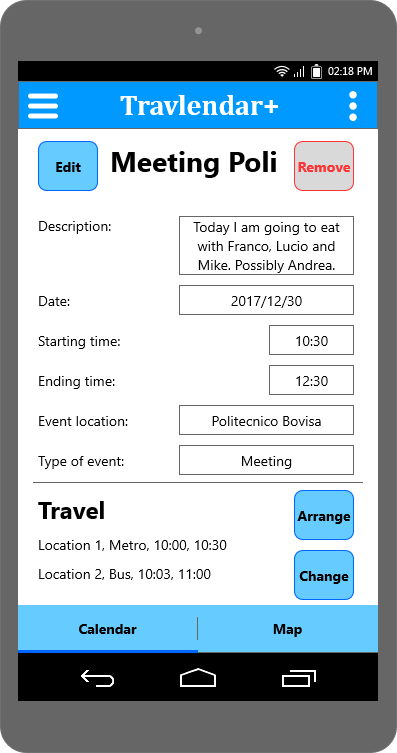 02:18 PM
Travlendar+
Edit
Meeting Poli
Remove
Description:
Today I am going to eat
with Franco, Lucio and
Mike. Possibly Andrea.
Date:
2017/12/30
Starting time:
10:30
Ending time:
12:30
Event location:
Politecnico Bovisa
Type of event:
Meeting
Travel
Arrange
Location 1, Metro, 10:00, 10:30
Location 2, Bus, 10:03, 11:00
Change
Calendar
Map